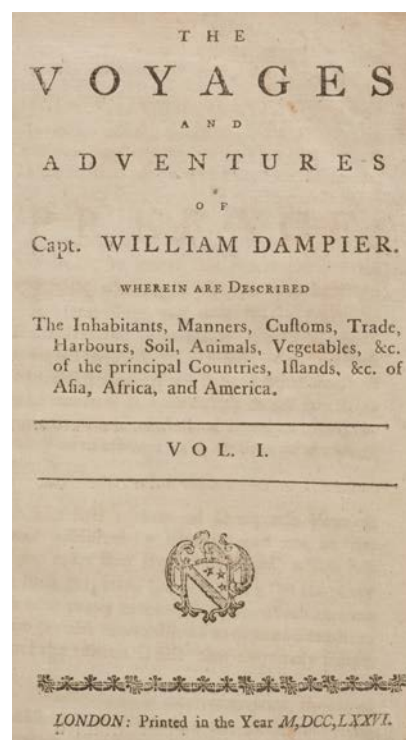 THE
VOYAGES
AND
ADVENTURES
OF
Capt. WILLIAM DAMPIER.
WHEREIN ARE DESCRIBED
The Inhabitants, Manners, Cuſtoms, Trade,
Harbours, Soil, Animals, Vegetables, &c.
of the principal Countries, Iſlands, &c. of
Aſia, Africa, and America.
VOL. I.
LONDON: Printed in the Year M,DCC,LXXVI.